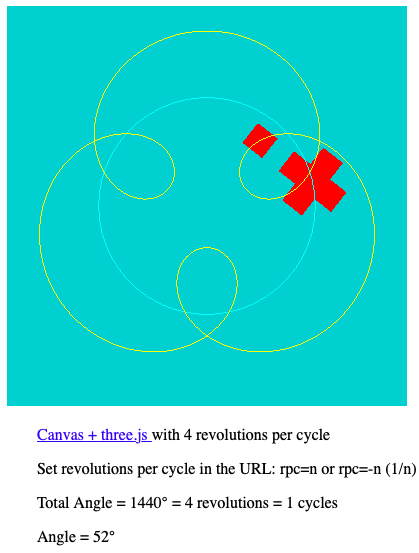 Canvas + three.js with 4 revolutions per cycle
Set revolutions per cycle in the URL: rpc=n or rpc=-n (1/n)
Total Angle = 1440° = 4 revolutions = 1 cycles
Angle = 52°